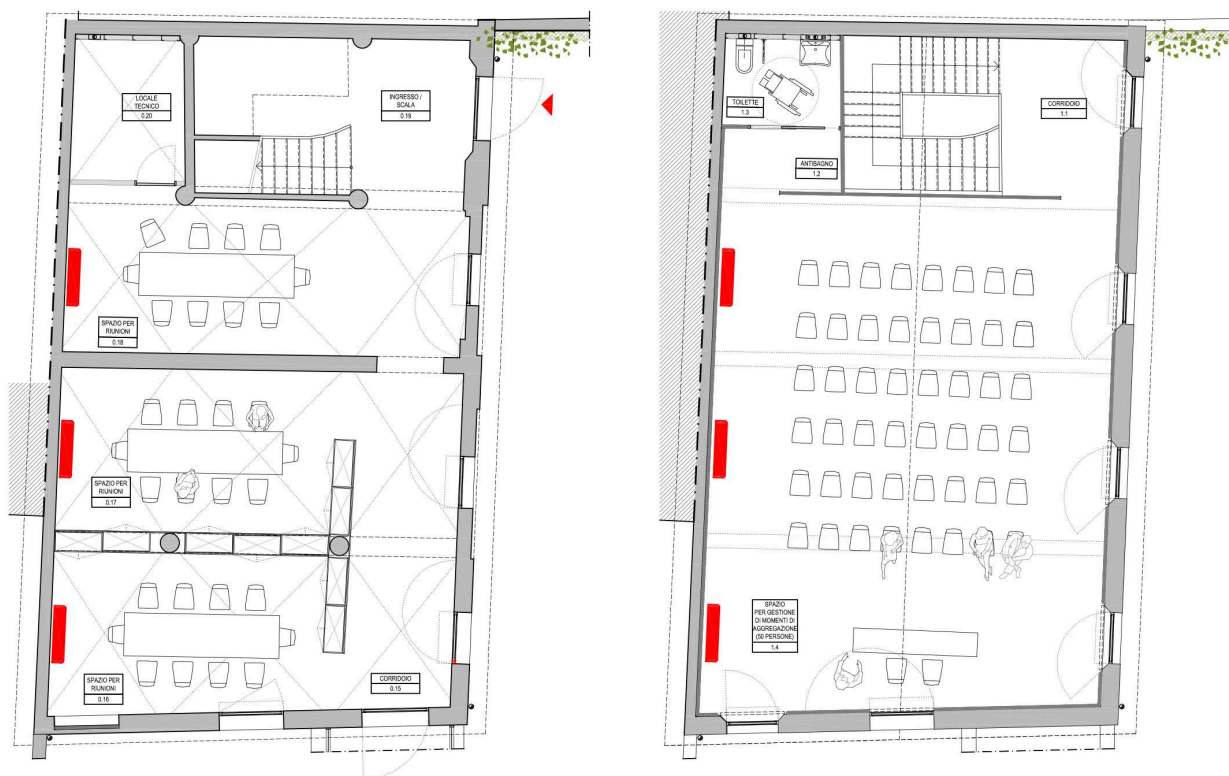 LOCALE
TECNICO
0.20
INGRESSO /
SCALA
0.19
SPAZIO PER
RIUNIONI
0.18
SPAZIO PER
RIUNIONI
0.17
SPAZIO PER
RIUNIONI
0.16
CORRIDOIO
0.15
TOILETTE
1.3
CORRIDOIO
1.1
ANTIBAGNO
1.2
SPAZIO
PER GESTIONE
DI MOMENTI DI
AGGREGAZIONE
(50 PERSONE)
1.4